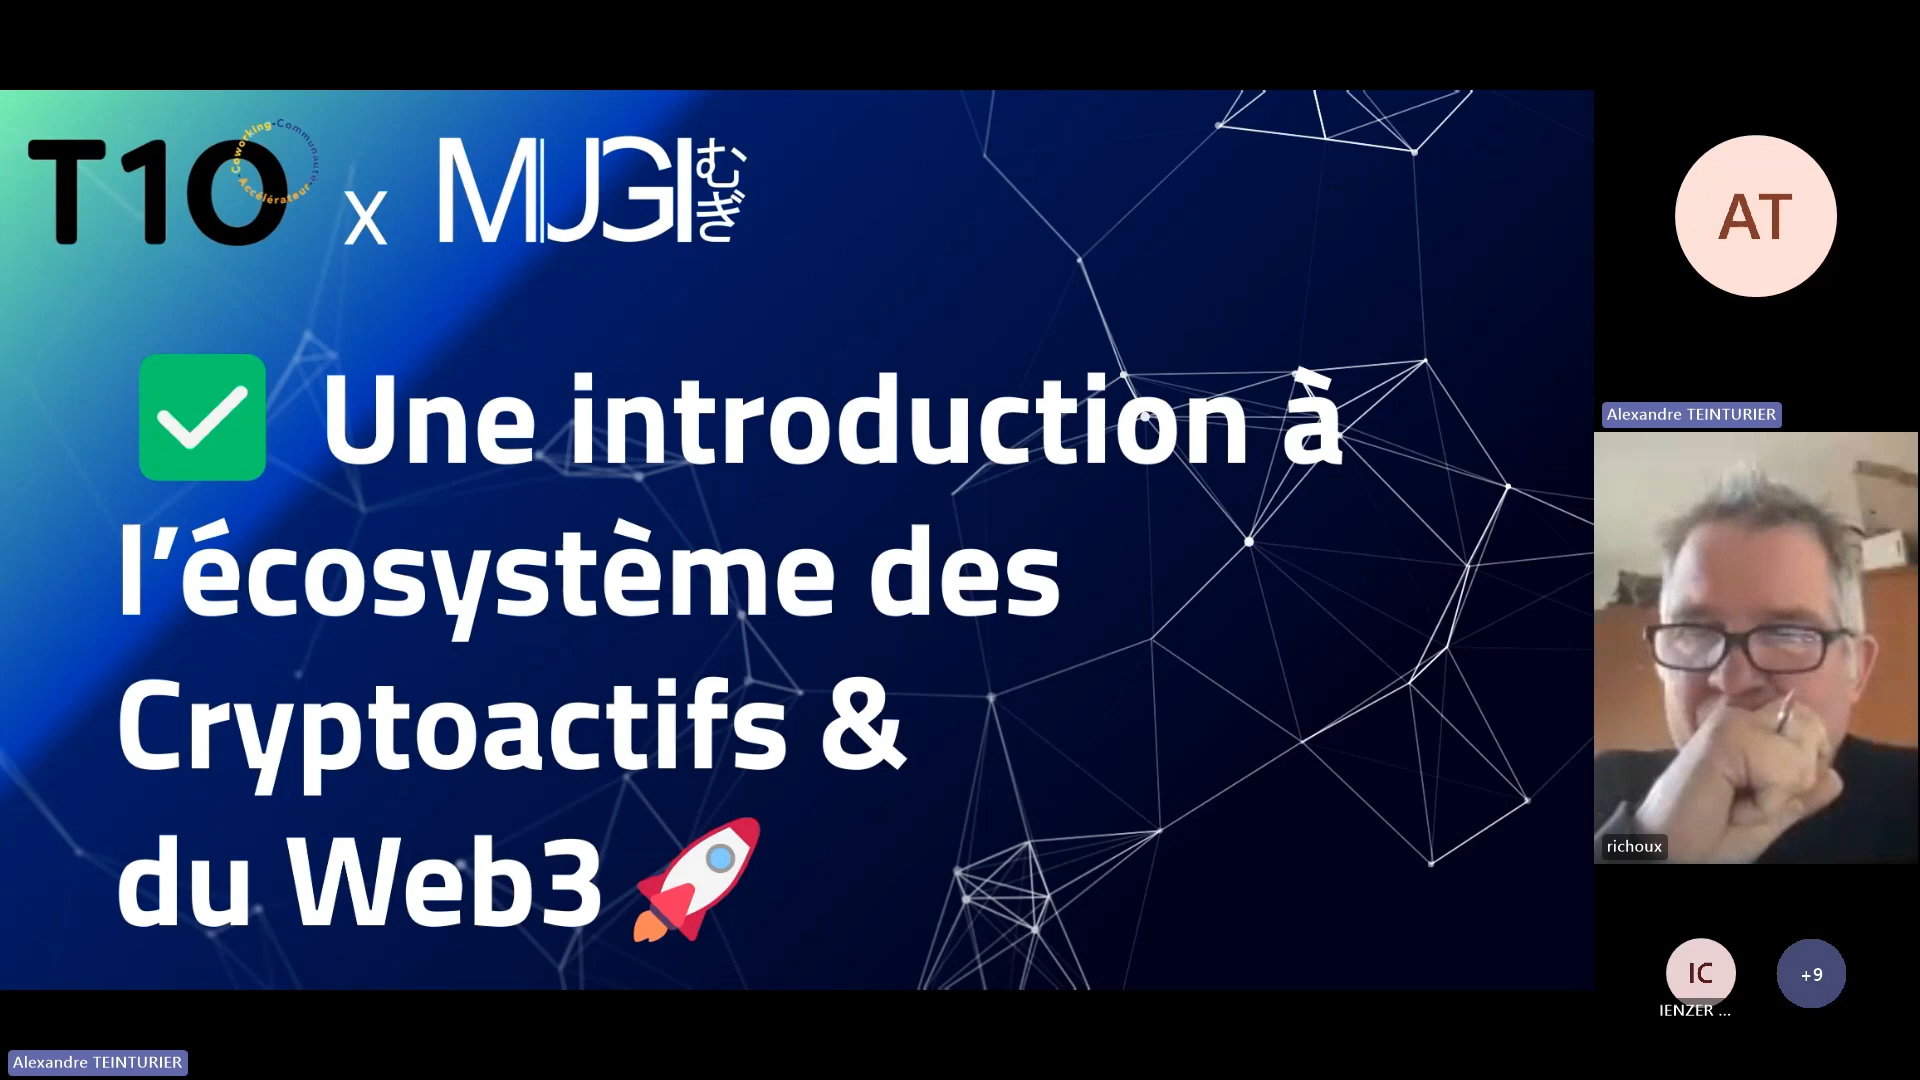 T10
Coworking-Communauté-Accélérateur-
x
MUGI
むぎ
✅ Une introduction à
l’écosystème des
Cryptoactifs &
du Web3 🚀
AT
Alexandre TEINTURIER
richoux
IC
IENZER ...
+9
Alexandre TEINTURIER